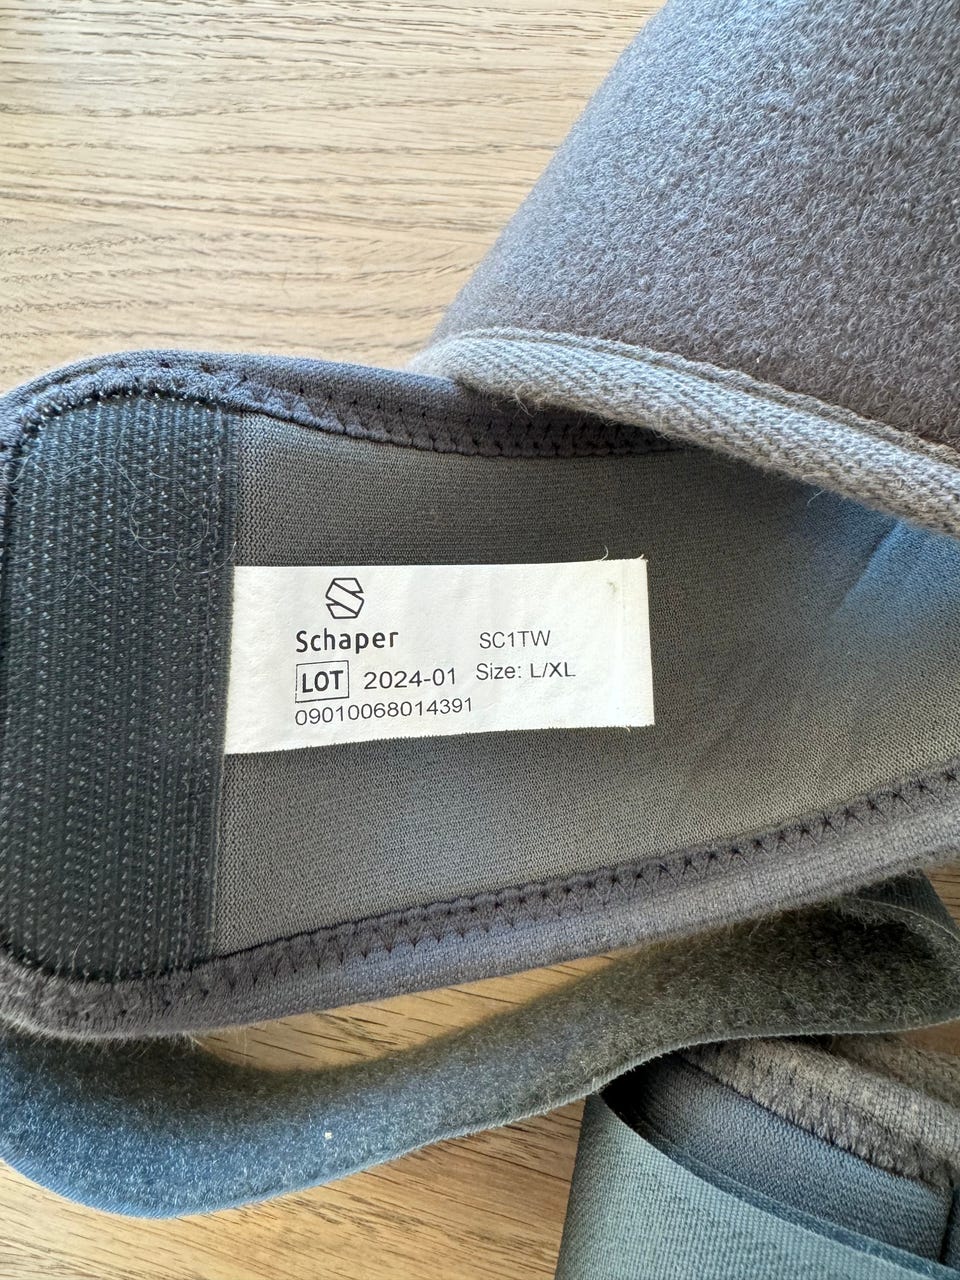 Schaper
SC1TW
LOT 2024-01
Size: L/XL
09010068014391